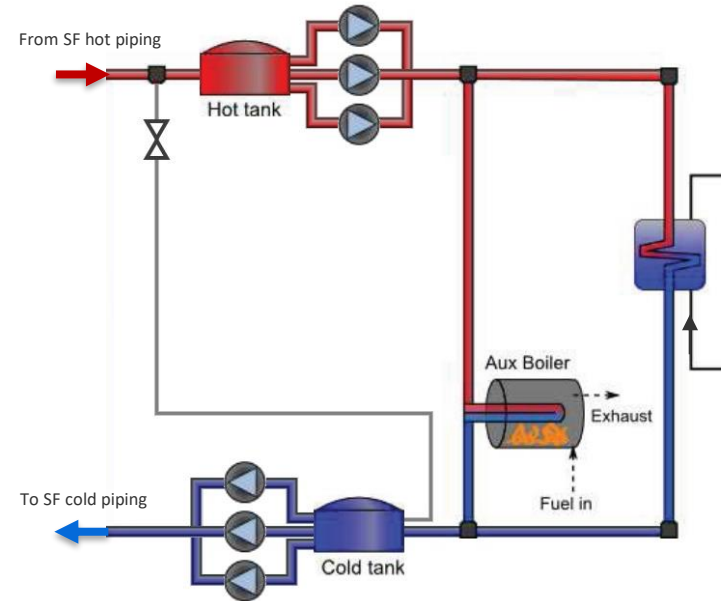 From SF hot piping
Hot tank
Aux Boiler
Exhaust
Fuel in
To SF cold piping
Cold tank